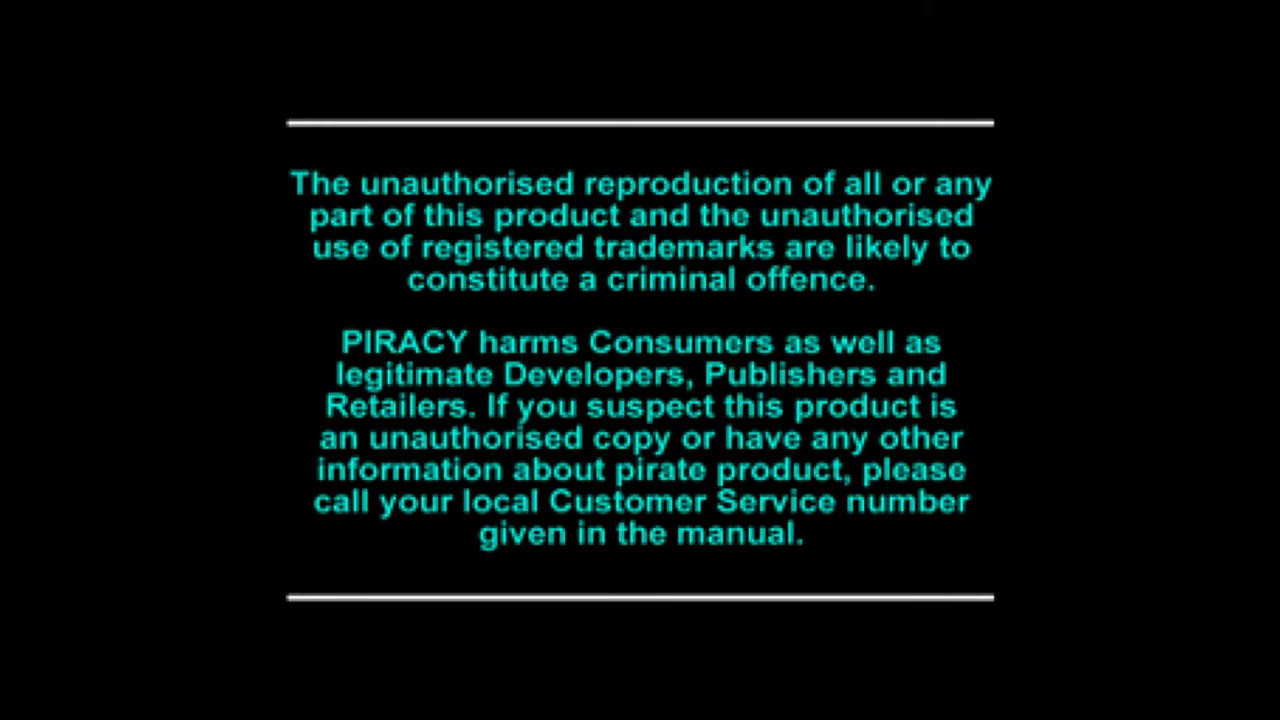 The unauthorised reproduction of all or any
part of this product and the unauthorised
use of registered trademarks are likely to
constitute a criminal offence.
PIRACY harms Consumers as well as
legitimate Developers, Publishers and
Retailers. If you suspect this product is
an unauthorised copy or have any other
information about pirate product, please
call your local Customer Service number
given in the manual.